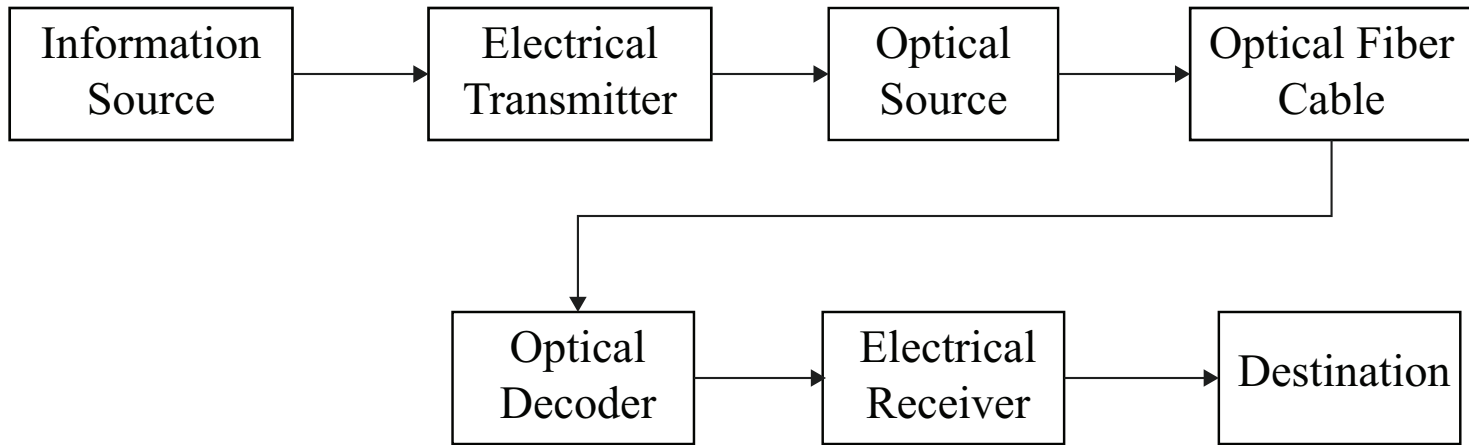 Information
Source
Electrical
Transmitter
Optical
Source
Optical Fiber
Cable
Optical
Decoder
Electrical
Receiver
Destination